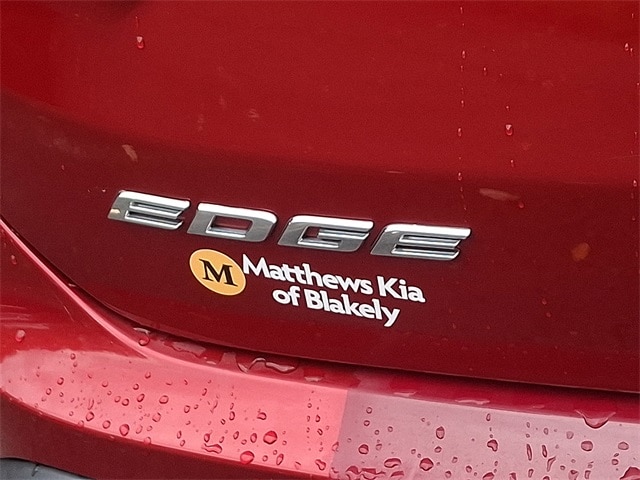 EDGE
M Matthews Kia
of Blakely